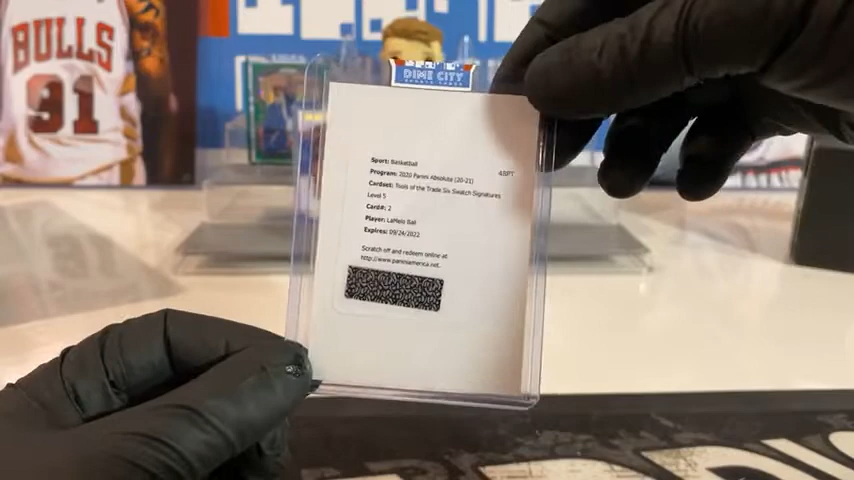 BULLS
91
DIME CITY
Sport: Basketball
Program: 2020 Panini Absolute (20-21)
Cardset: Tools of the Trade Six Swatch Signatures
Level 5
Card#: 2
Player: LaMelo Ball
Expires: 09/24/2022
Scratch off and redeem online at
http://www.paniniamerica.net.